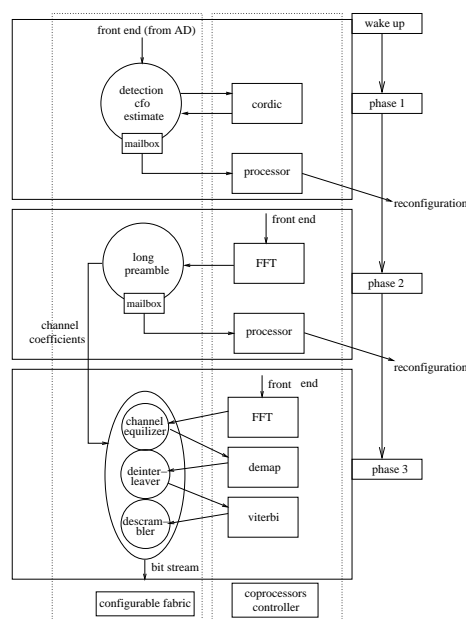 front end (from AD)
wake up
detection
cfo
estimate
cordic
phase 1
mailbox
processor
reconfiguration
front end
long
preamble
FFT
phase 2
mailbox
channel
coefficients
processor
reconfiguration
front end
channel
equilizer
FFT
deinter–
leaver
demap
phase 3
descram–
bler
viterbi
bit stream
configurable fabric
coprocessors
controller